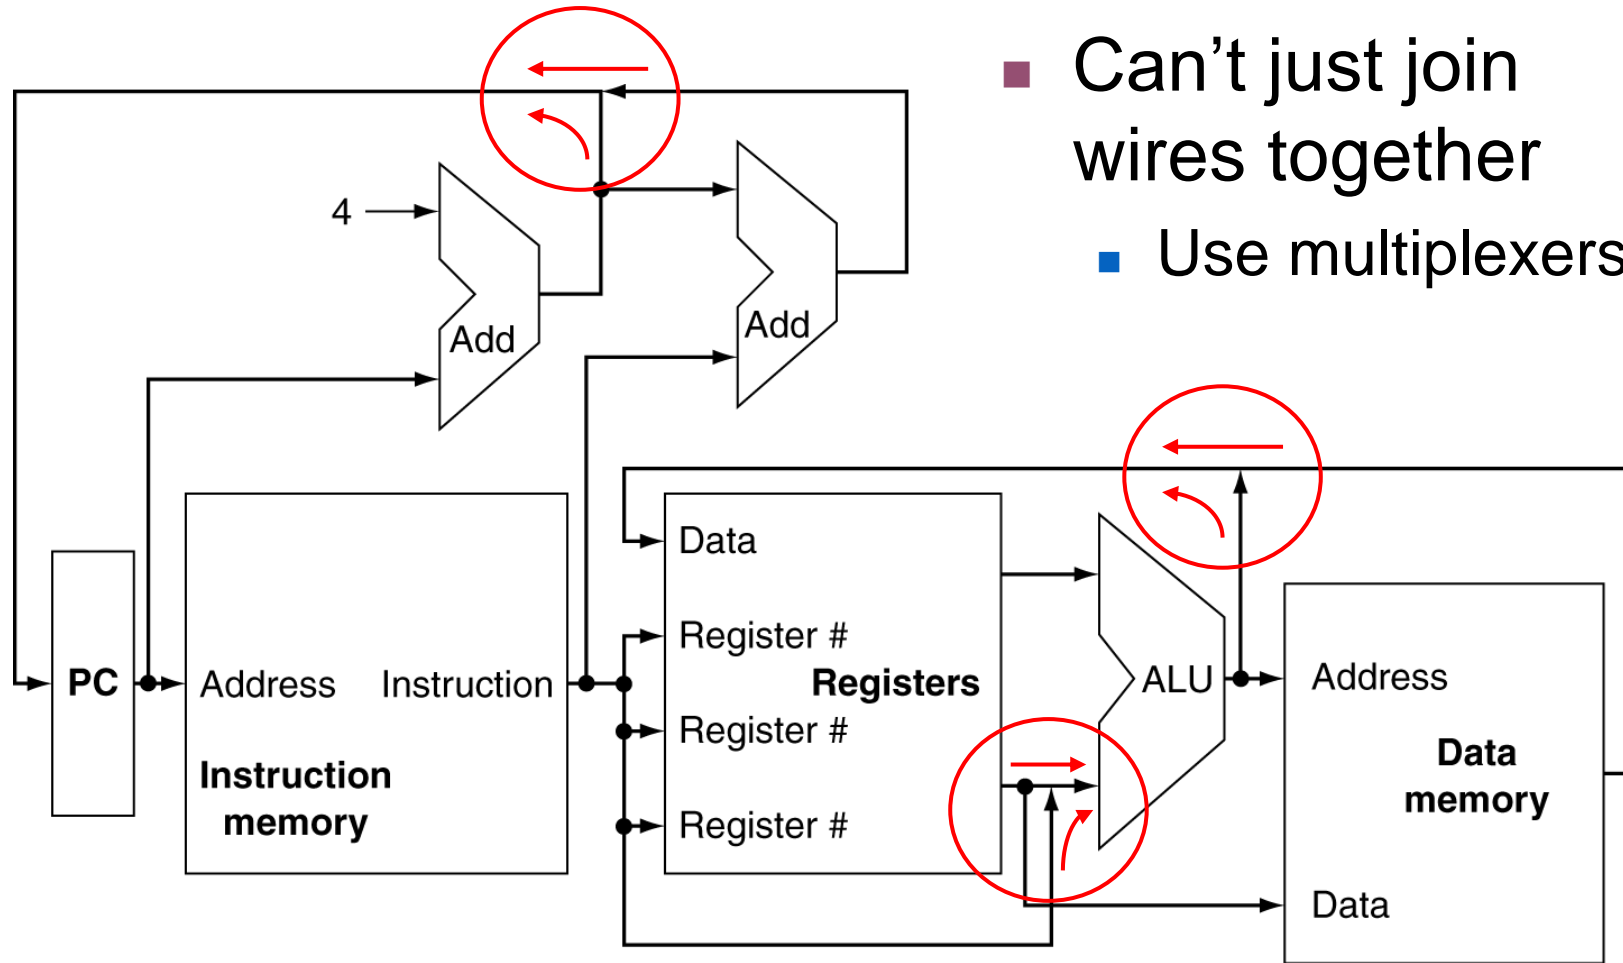 Can’t just join
wires together
Use multiplexers
4
Add
Add
Data
Register #
PC
Address
Instruction
Registers
ALU
Address
Register #
Instruction
memory
Data
memory
Register #
Data